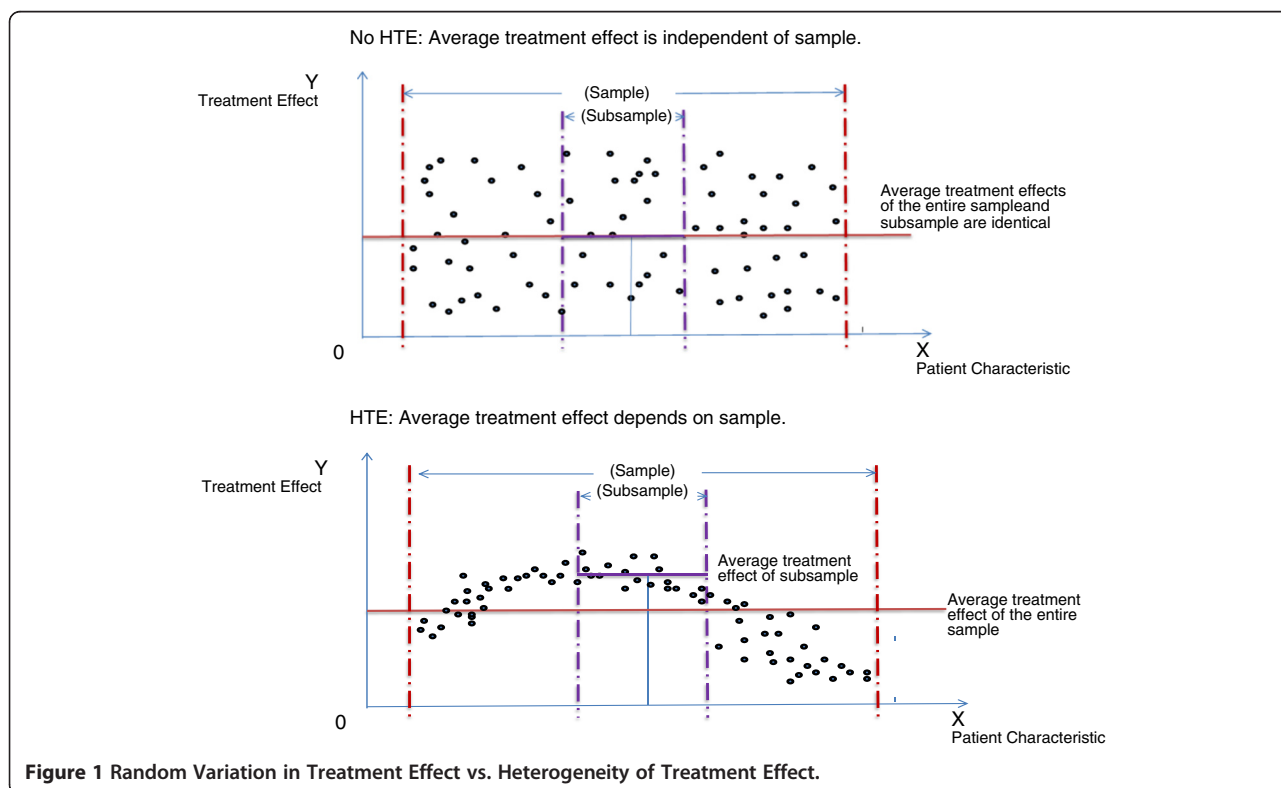 No HTE: Average treatment effect is independent of sample.
Y
Treatment Effect
(Sample)
(Subsample)
Average treatment effects
of the entire sampleand
subsample are identical
0
X
Patient Characteristic
HTE: Average treatment effect depends on sample.
Y
Treatment Effect
(Sample)
(Subsample)
Average treatment
effect of subsample
Average treatment
effect of the entire
sample
0
X
Patient Characteristic
Figure 1 Random Variation in Treatment Effect vs. Heterogeneity of Treatment Effect.